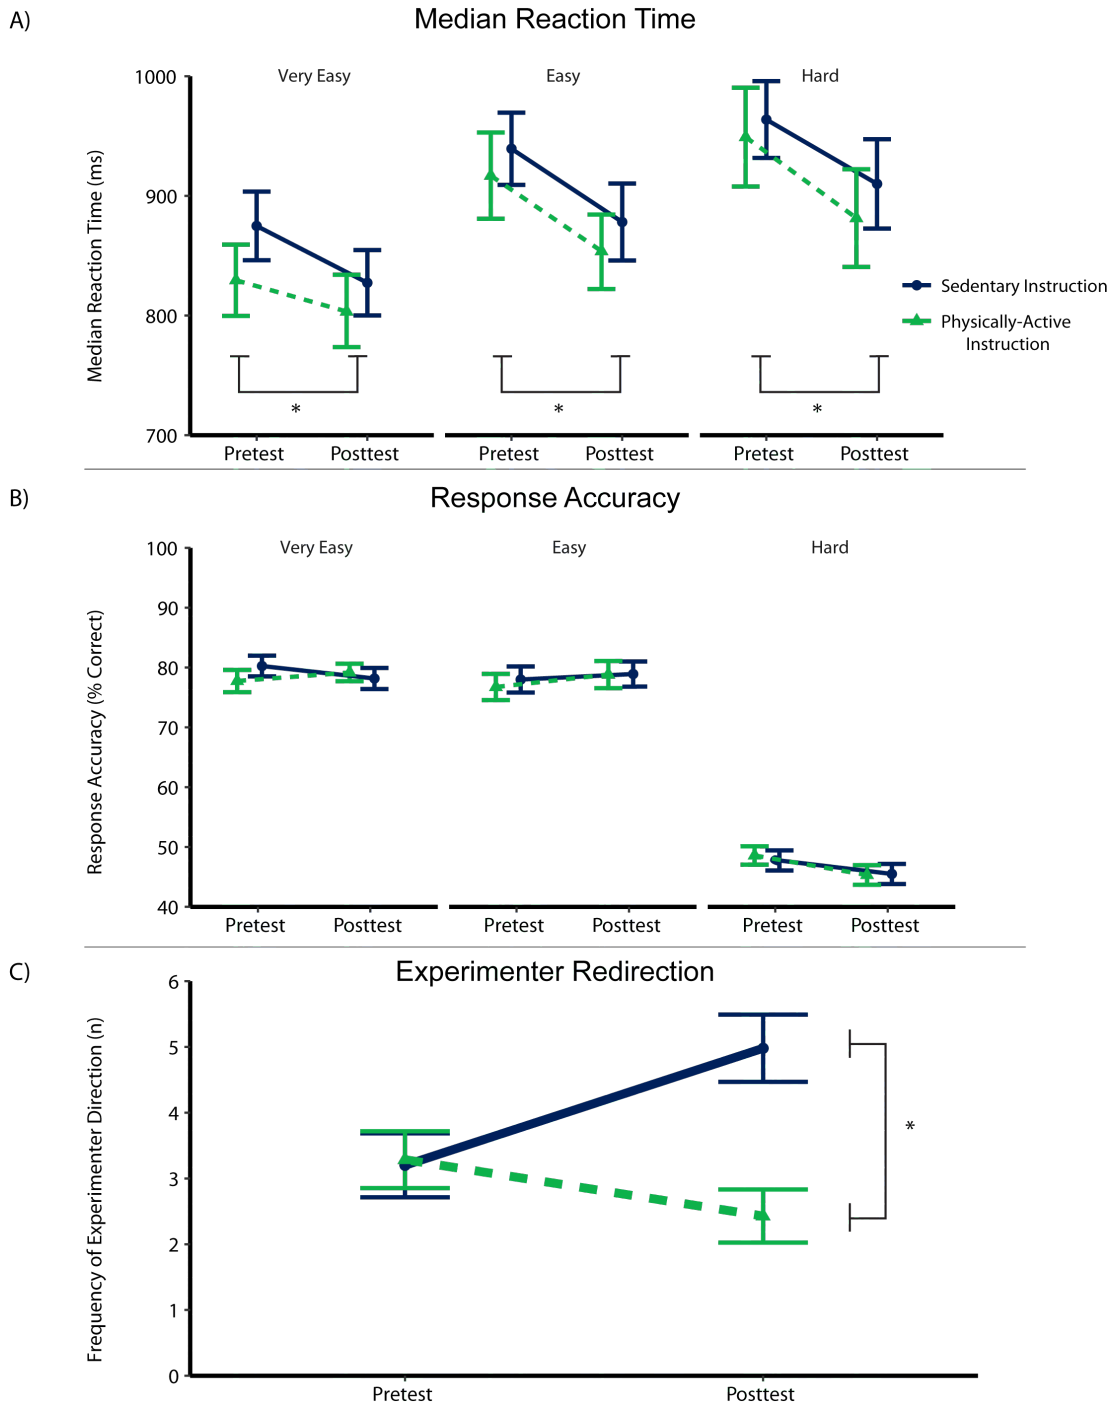 A)
Median Reaction Time
Very Easy
Easy
Hard
Median Reaction Time (ms)
1000
900
800
700
Sedentary Instruction
Physically-Active
Instruction
*
*
*
Pretest
Posttest
Pretest
Posttest
Pretest
Posttest
B)
Response Accuracy
Very Easy
Easy
Hard
Response Accuracy (% Correct)
100
90
80
70
60
50
40
Pretest
Posttest
Pretest
Posttest
Pretest
Posttest
C)
Experimenter Redirection
Frequency of Experimenter Direction (n)
6
5
4
3
2
1
0
*
Pretest
Posttest